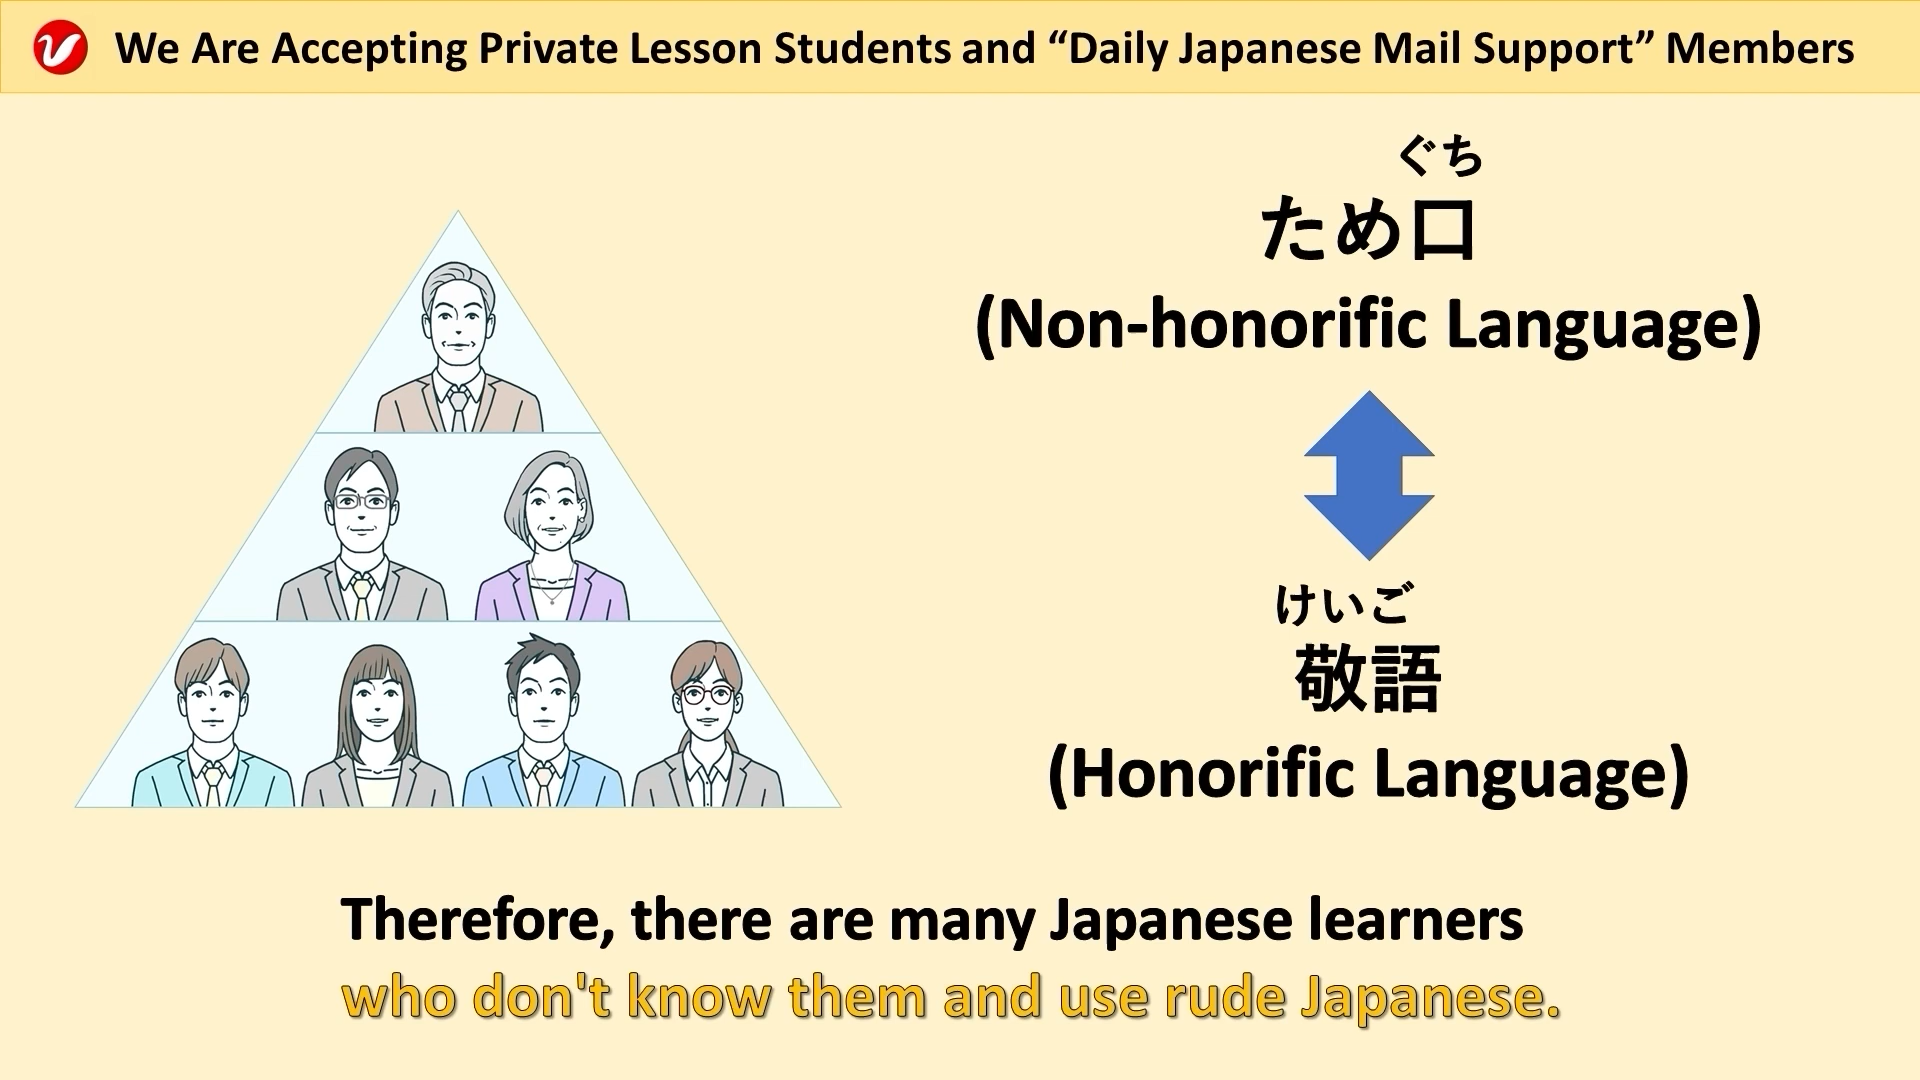 We Are Accepting Private Lesson Students and “Daily Japanese Mail Support” Members
ぐち
ため口
(Non-honorific Language)
けいご
敬語
(Honorific Language)
Therefore, there are many Japanese learners
who don't know them and use rude Japanese.